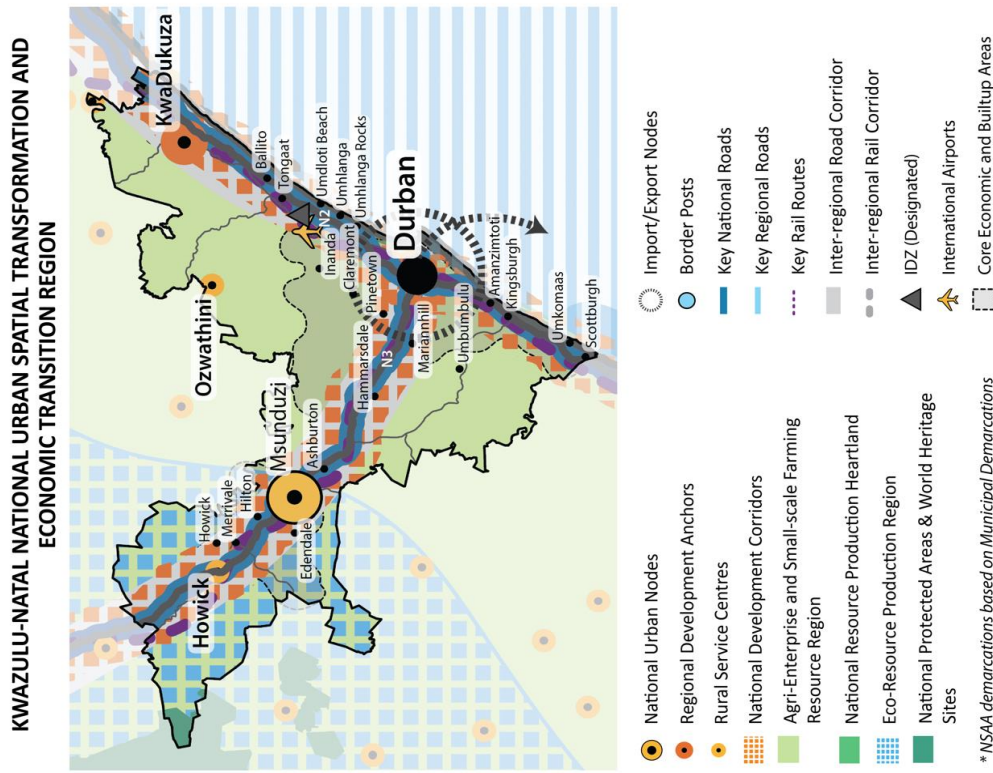 KWAZULU-NATAL NATIONAL URBAN SPATIAL TRANSFORMATION AND
ECONOMIC TRANSITION REGION
KwaDukuza
Ballito
Tongaat
Umdloti Beach
Umhlanga
Umhlanga Rocks
N2
Ozwathini
Inanda
Claremont
Pinetown
Durban
Msunduzi
Ashburton
Hammarsdale
N3
Mariannhill
Umbumbulu
Amanzimtoti
Kingsburgh
Umkomaas
Scottburgh
Howick
Merrivale
Hilton
Howick
Edendale
National Urban Nodes
Regional Development Anchors
Rural Service Centres
National Development Corridors
Agri-Enterprise and Small-scale Farming
Resource Region
National Resource Production Heartland
Eco-Resource Production Region
National Protected Areas & World Heritage
Sites
Import/Export Nodes
Border Posts
Key National Roads
Key Regional Roads
Key Rail Routes
Inter-regional Road Corridor
Inter-regional Rail Corridor
IDZ (Designated)
International Airports
Core Economic and Builtup Areas
* NSAA demarcations based on Municipal Demarcations